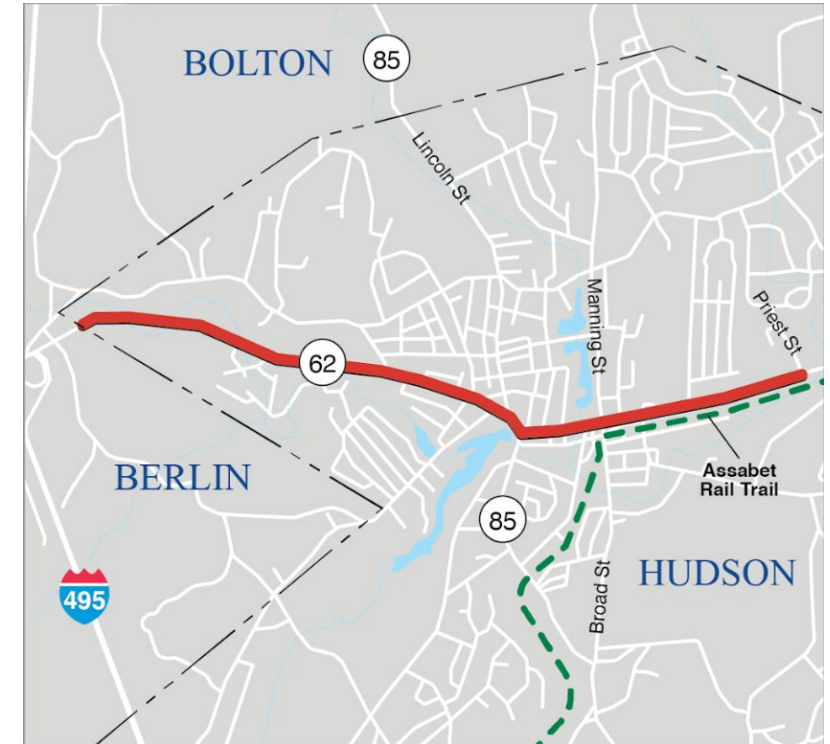 BOLTON
85
Lincoln St
Manning St
Priest St
62
BERLIN
Assabet
Rail Trail
85
HUDSON
495
Broad St